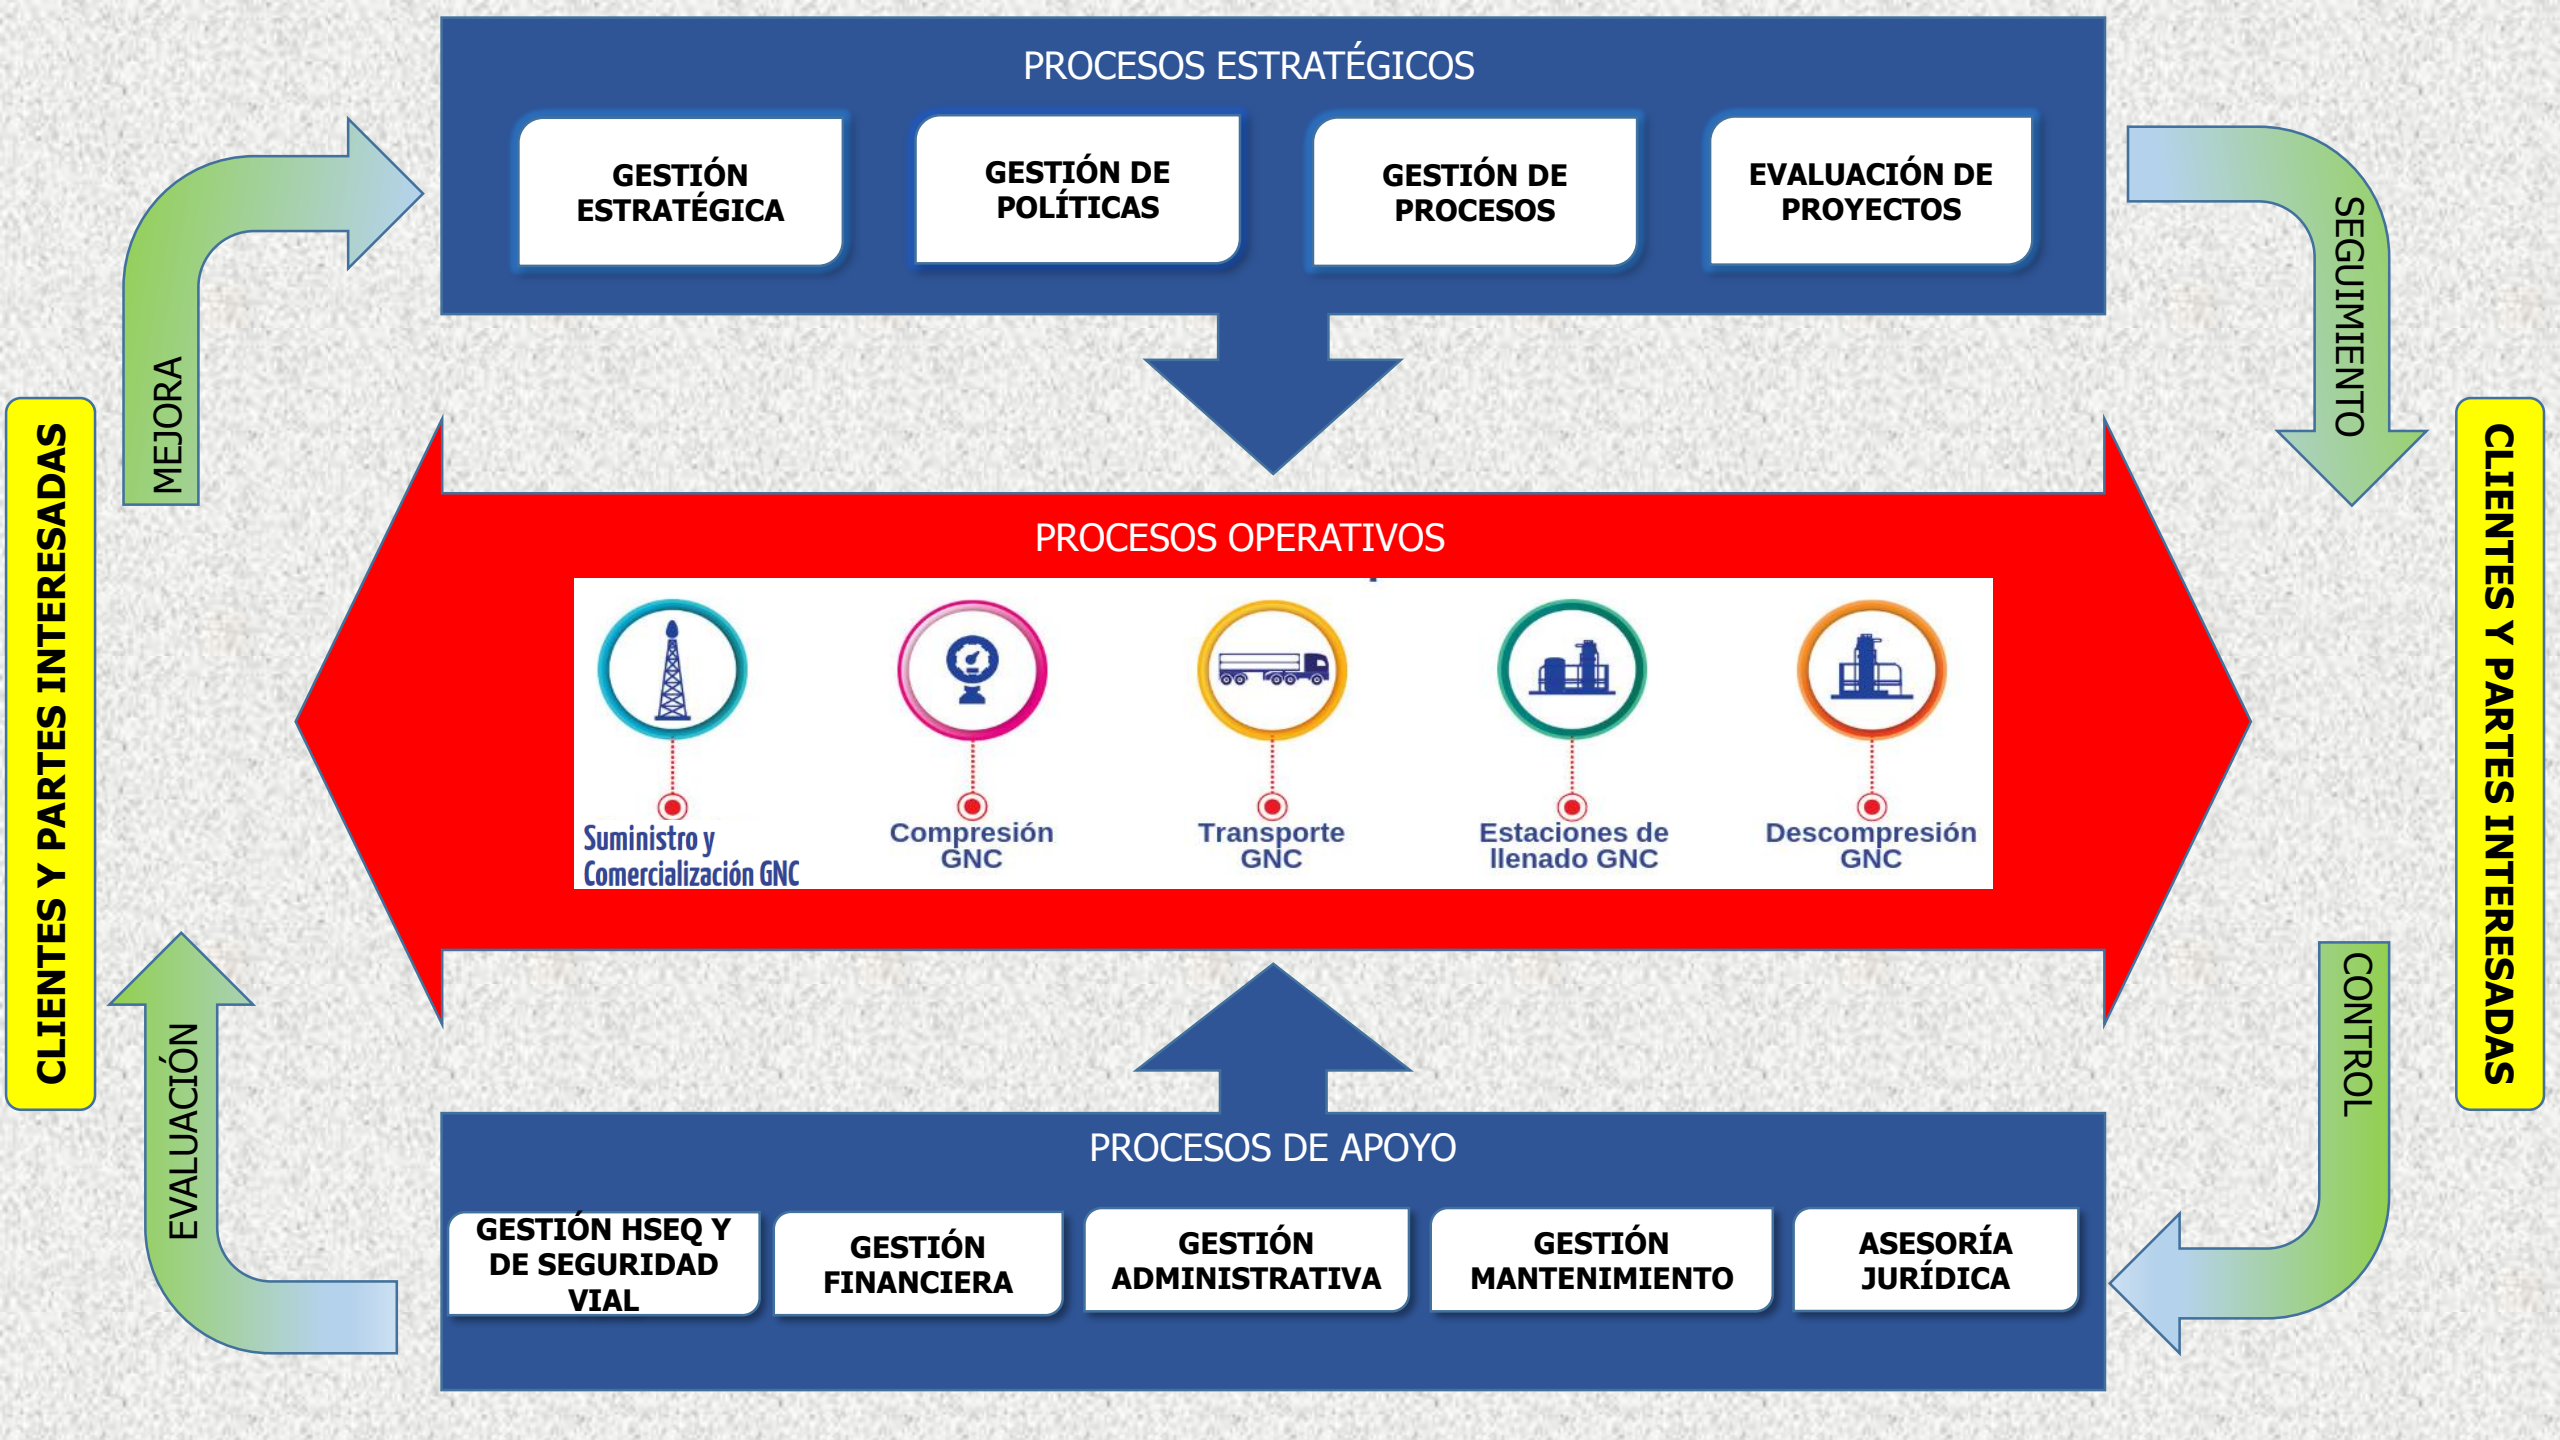 PROCESOS ESTRATÉGICOS
GESTIÓN
ESTRATÉGICA
GESTIÓN DE
POLÍTICAS
GESTIÓN DE
PROCESOS
EVALUACIÓN DE
PROYECTOS
MEJORA
SEGUIMIENTO
CLIENTES Y PARTES INTERESADAS
PROCESOS OPERATIVOS
Suministro y
Comercialización GNC
Compresión
GNC
Transporte
GNC
Estaciones de
llenado GNC
Descompresión
GNC
CLIENTES Y PARTES INTERESADAS
EVALUACIÓN
CONTROL
PROCESOS DE APOYO
GESTIÓN HSEQ Y
DE SEGURIDAD
VIAL
GESTIÓN
FINANCIERA
GESTIÓN
ADMINISTRATIVA
GESTIÓN
MANTENIMIENTO
ASESORÍA
JURÍDICA